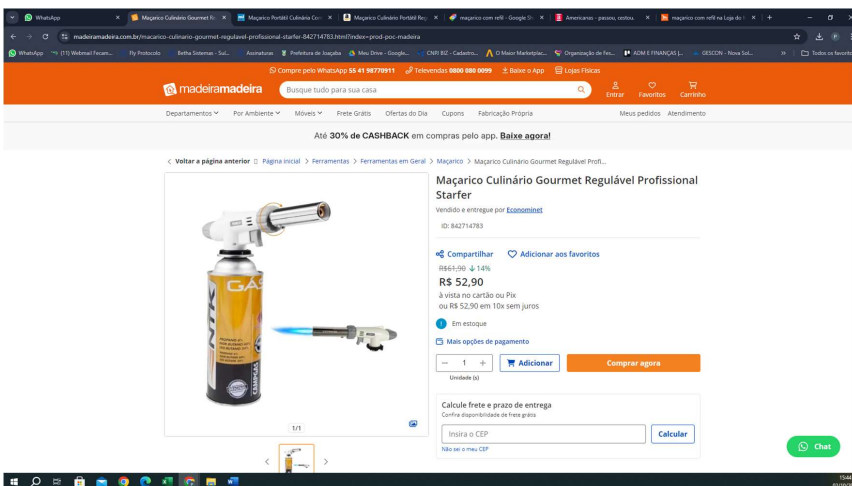 WhatsApp
Maçarico Culinário Gourmet Re
Maçarico Portátil Culinária Com
Maçarico Culinário Portátil Reg
maçarico com refil - Google Sh
Americanas - passou, cestou.
maçarico com refil na Loja do
madeiramadeira.com.br/macarico-culinario-gourmet-regulavel-profissional-starfer-842714783.html?index=prod-poc-madeira
WhatsApp
(11) Webmail Fecam...
Fly Protocolo
Betha Sistemas - Sui...
Assinaturas
Prefeitura de Joaçaba
Meu Drive - Google...
CNPJ BIZ - Cadastro...
O Maior Marketplac...
Organização de Fes...
ADM E FINANÇAS |...
GESCON - Nova Sol...
Todos os favoritos
Compre pelo WhatsApp 55 41 98770911
Televendas 0800 080 0099
Baixe o App
Lojas Físicas
madeiramadeira
Busque tudo para sua casa
Entrar
Favoritos
Carrinho
Departamentos
Por Ambiente
Móveis
Frete Grátis
Ofertas do Dia
Cupons
Fabricação Própria
Meus pedidos
Atendimento
Até 30% de CASHBACK em compras pelo app. Baixe agora!
< Voltar a página anterior
Página inicial > Ferramentas > Ferramentas em Geral > Maçarico > Maçarico Culinário Gourmet Regulável Profi...
Maçarico Culinário Gourmet Regulável Profissional
Starfer
Vendido e entregue por Econominet
ID: 842714783
Compartilhar
Adicionar aos favoritos
R$61,90 ↓ 14%
R$ 52,90
à vista no cartão ou Pix
ou R$ 52,90 em 10x sem juros
Em estoque
Mais opções de pagamento
− 1 +
Adicionar
Comprar agora
Unidade (s)
Calcule frete e prazo de entrega
Confira disponibilidade de frete grátis
Insira o CEP
Calcular
Não sei o meu CEP
GÁS
NTK
CAMPGÁS
1/1
Chat
15:44